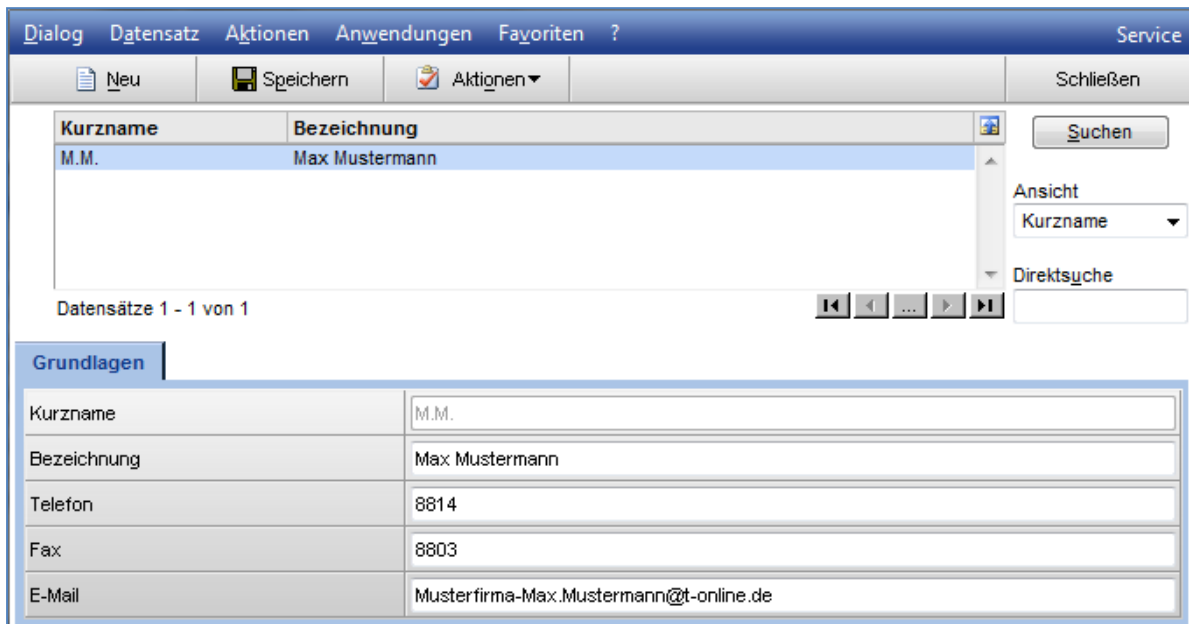 Dialog Datensatz Aktionen Anwendungen Favoriten ? Service
Neu Speichern Aktionen Schließen
Kurzname Bezeichnung Suchen
M.M. Max Mustermann
Ansicht
Kurzname
Direktsuche
Datensätze 1 - 1 von 1 ...
Grundlagen
Kurzname M.M.
Bezeichnung Max Mustermann
Telefon 8814
Fax 8803
E-Mail Musterfirma-Max.Mustermann@t-online.de